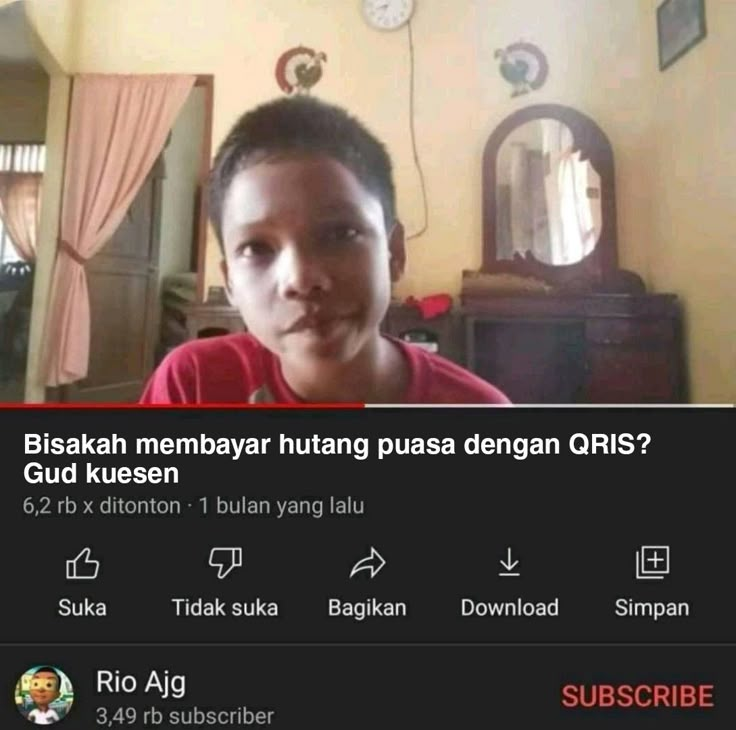 Bisakah membayar hutang puasa dengan QRIS?
Gud kuesen
6,2 rb x ditonton · 1 bulan yang lalu
Suka
Tidak suka
Bagikan
Download
Simpan
Rio Ajg
SUBSCRIBE
3,49 rb subscriber